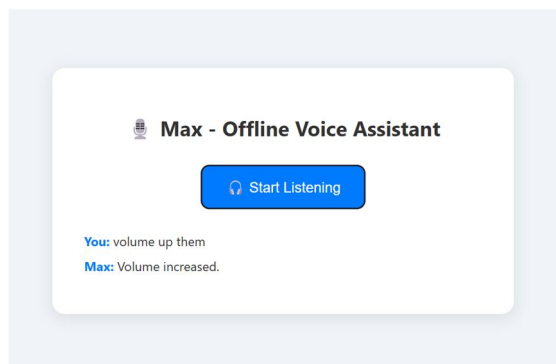 Max - Offline Voice Assistant
Start Listening
You: volume up them
Max: Volume increased.